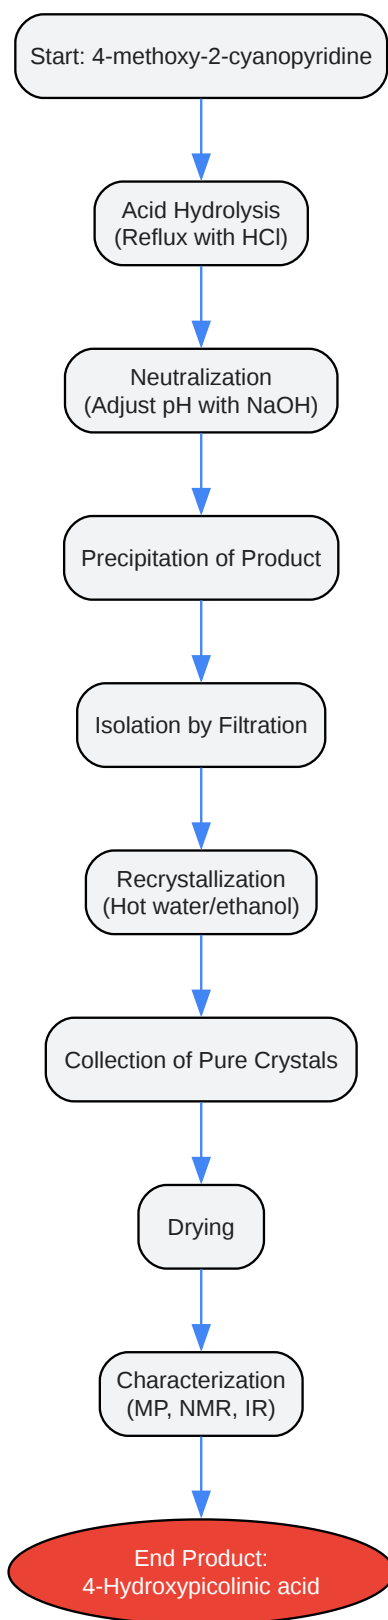 Start: 4-methoxy-2-cyanopyridine
Acid Hydrolysis
(Reflux with HCl)
Neutralization
(Adjust pH with NaOH)
Precipitation of Product
Isolation by Filtration
Recrystallization
(Hot water/ethanol)
Collection of Pure Crystals
Drying
Characterization
(MP, NMR, IR)
End Product:
4-Hydroxypicolinic acid